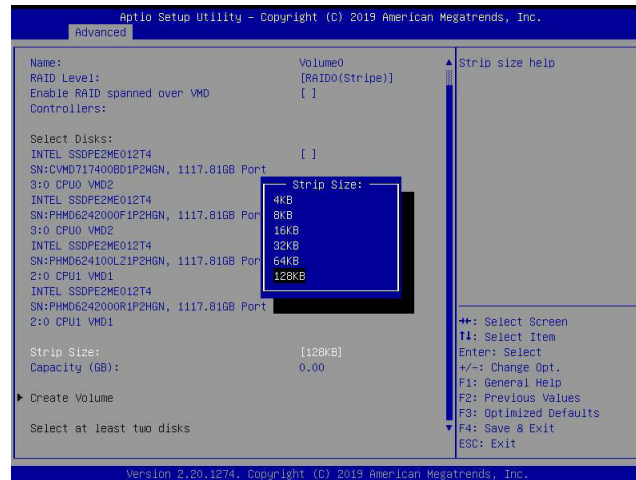 Aptio Setup Utility – Copyright (C) 2019 American Megatrends, Inc.
Advanced
Name: Volume0
RAID Level: [RAID0(Stripe)]
Enable RAID spanned over VMD [ ]
Controllers:
Select Disks:
INTEL SSDPE2ME012T4 [ ]
SN:CVMD717400BD1P2WGN, 1117.81GB Port
3:0 CPU0 VMD2
INTEL SSDPE2ME012T4
SN:PHMD6242000F1P2HGN, 1117.81GB Por
3:0 CPU0 VMD2
INTEL SSDPE2ME012T4
SN:PHMD624100LZ1P2HGN, 1117.81GB Por
2:0 CPU1 VMD1
INTEL SSDPE2ME012T4
SN:PHMD6242000R1P2HGN, 1117.81GB Port
2:0 CPU1 VMD1
Strip Size: [128KB]
Capacity (GB): 0.00
Create Volume
Select at least two disks
Strip Size:
4KB
8KB
16KB
32KB
64KB
128KB
Strip size help
→←: Select Screen
↑↓: Select Item
Enter: Select
+/-: Change Opt.
F1: General Help
F2: Previous Values
F3: Optimized Defaults
F4: Save & Exit
ESC: Exit
Version 2.20.1274. Copyright (C) 2019 American Megatrends, Inc.